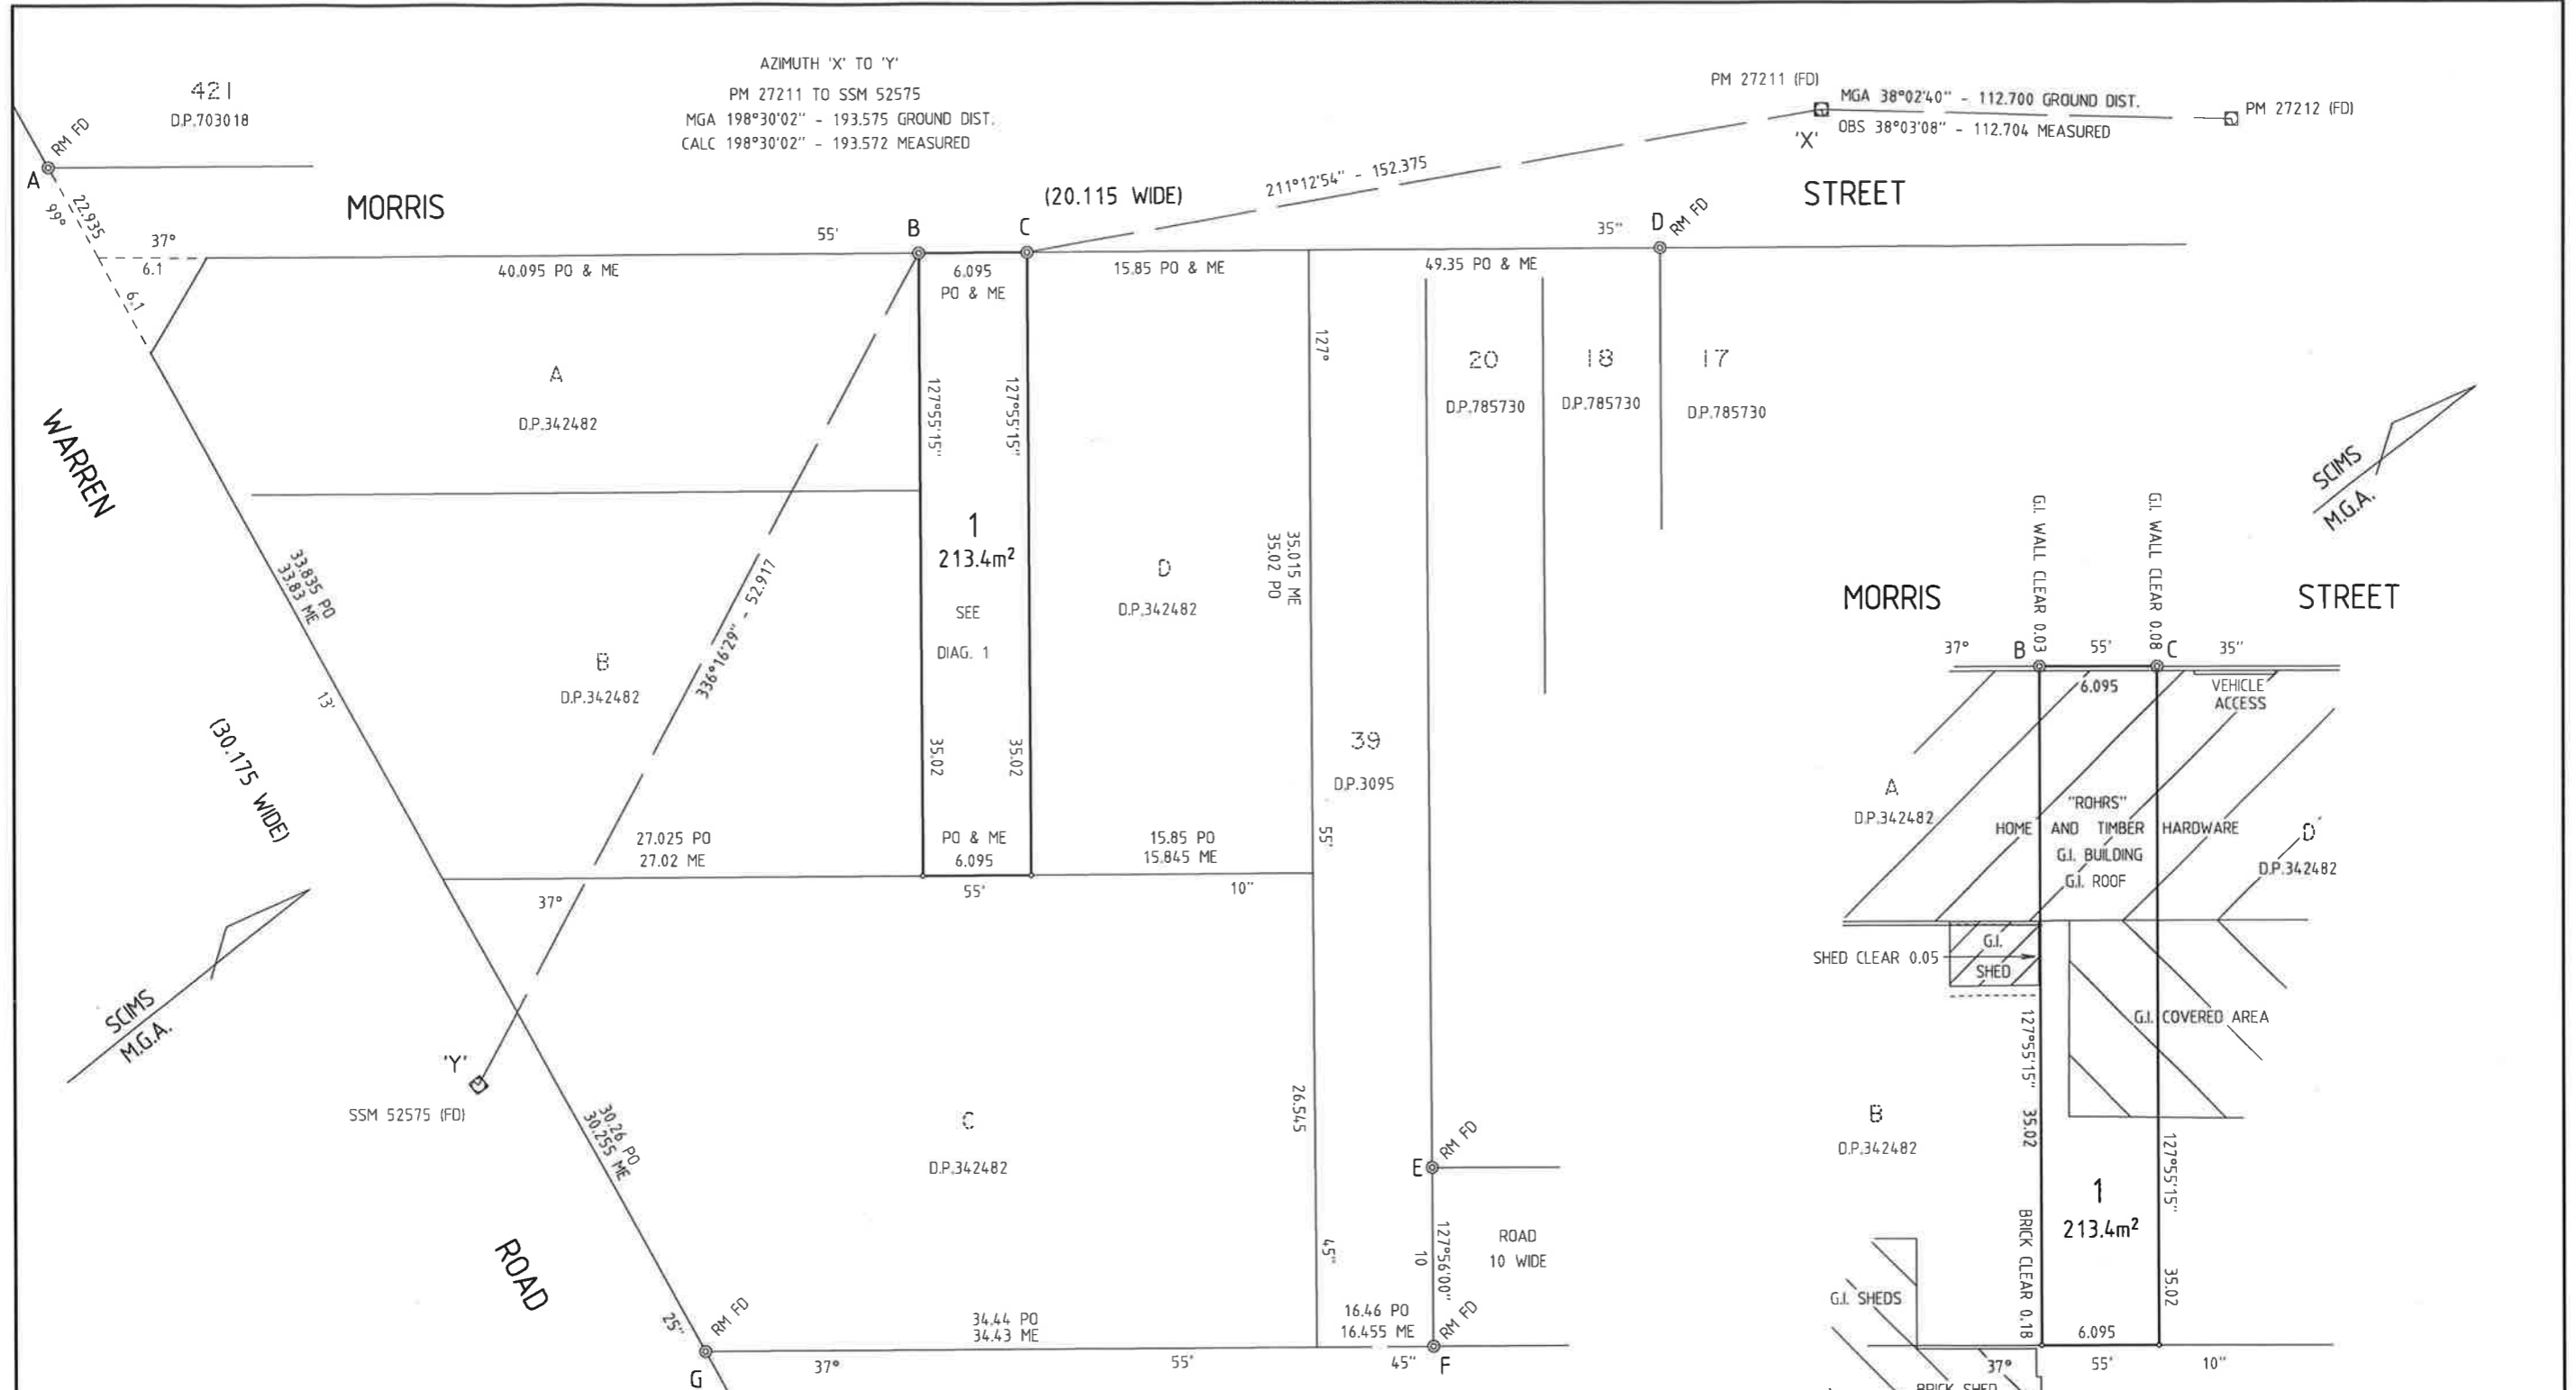 421
D.P.703018
RM FD
A
AZIMUTH 'X' TO 'Y'
PM 27211 TO SSM 52575
MGA 198°30'02" - 193.575 GROUND DIST.
CALC 198°30'02" - 193.572 MEASURED
PM 27211 (FD)
MGA 38°02'40" - 112.700 GROUND DIST.
OBS 38°03'08" - 112.704 MEASURED
PM 27212 (FD)
'X'
211°12'54" - 152.375
(20.115 WIDE)
MORRIS
STREET
22.935
99°
37°
6.1
6.1
55'
B
C
35"
D
RM FD
40.095 PO & ME
6.095
PO & ME
15.85 PO & ME
49.35 PO & ME
A
D.P.342482
127°55'15"
127°55'15"
127°
20
D.P.785730
18
D.P.785730
17
D.P.785730
WARREN
33.835 PO
33.83 ME
13'
(30.175 WIDE)
B
D.P.342482
336°16'29" - 52.917
1
213.4m²
SEE
DIAG. 1
D
D.P.342482
35.015 ME
35.02 PO
39
D.P.3095
35.02
35.02
55'
27.025 PO
27.02 ME
PO & ME
6.095
15.85 PO
15.845 ME
37°
55'
10"
SCIMS
M.G.A.
'Y'
SSM 52575 (FD)
30.26 PO
30.255 ME
C
D.P.342482
26.545
45"
E
RM FD
127°56'00"
10
ROAD
10 WIDE
ROAD
25"
RM FD
G
34.44 PO
34.43 ME
16.46 PO
16.455 ME
RM FD
37°
55'
45"
F
SCIMS
M.G.A.
G.I. WALL CLEAR 0.03
G.I. WALL CLEAR 0.08
MORRIS
STREET
37°
B
55'
C
35"
6.095
VEHICLE
ACCESS
A
D.P.342482
"ROHRS"
HOME AND TIMBER HARDWARE
G.I. BUILDING
G.I. ROOF
D
D.P.342482
SHED CLEAR 0.05
G.I.
SHED
G.I. COVERED AREA
127°55'15"
35.02
B
D.P.342482
127°55'15"
1
213.4m²
BRICK CLEAR 0.18
35.02
G.I. SHEDS
6.095
37°
55'
10"
BRICK SHED